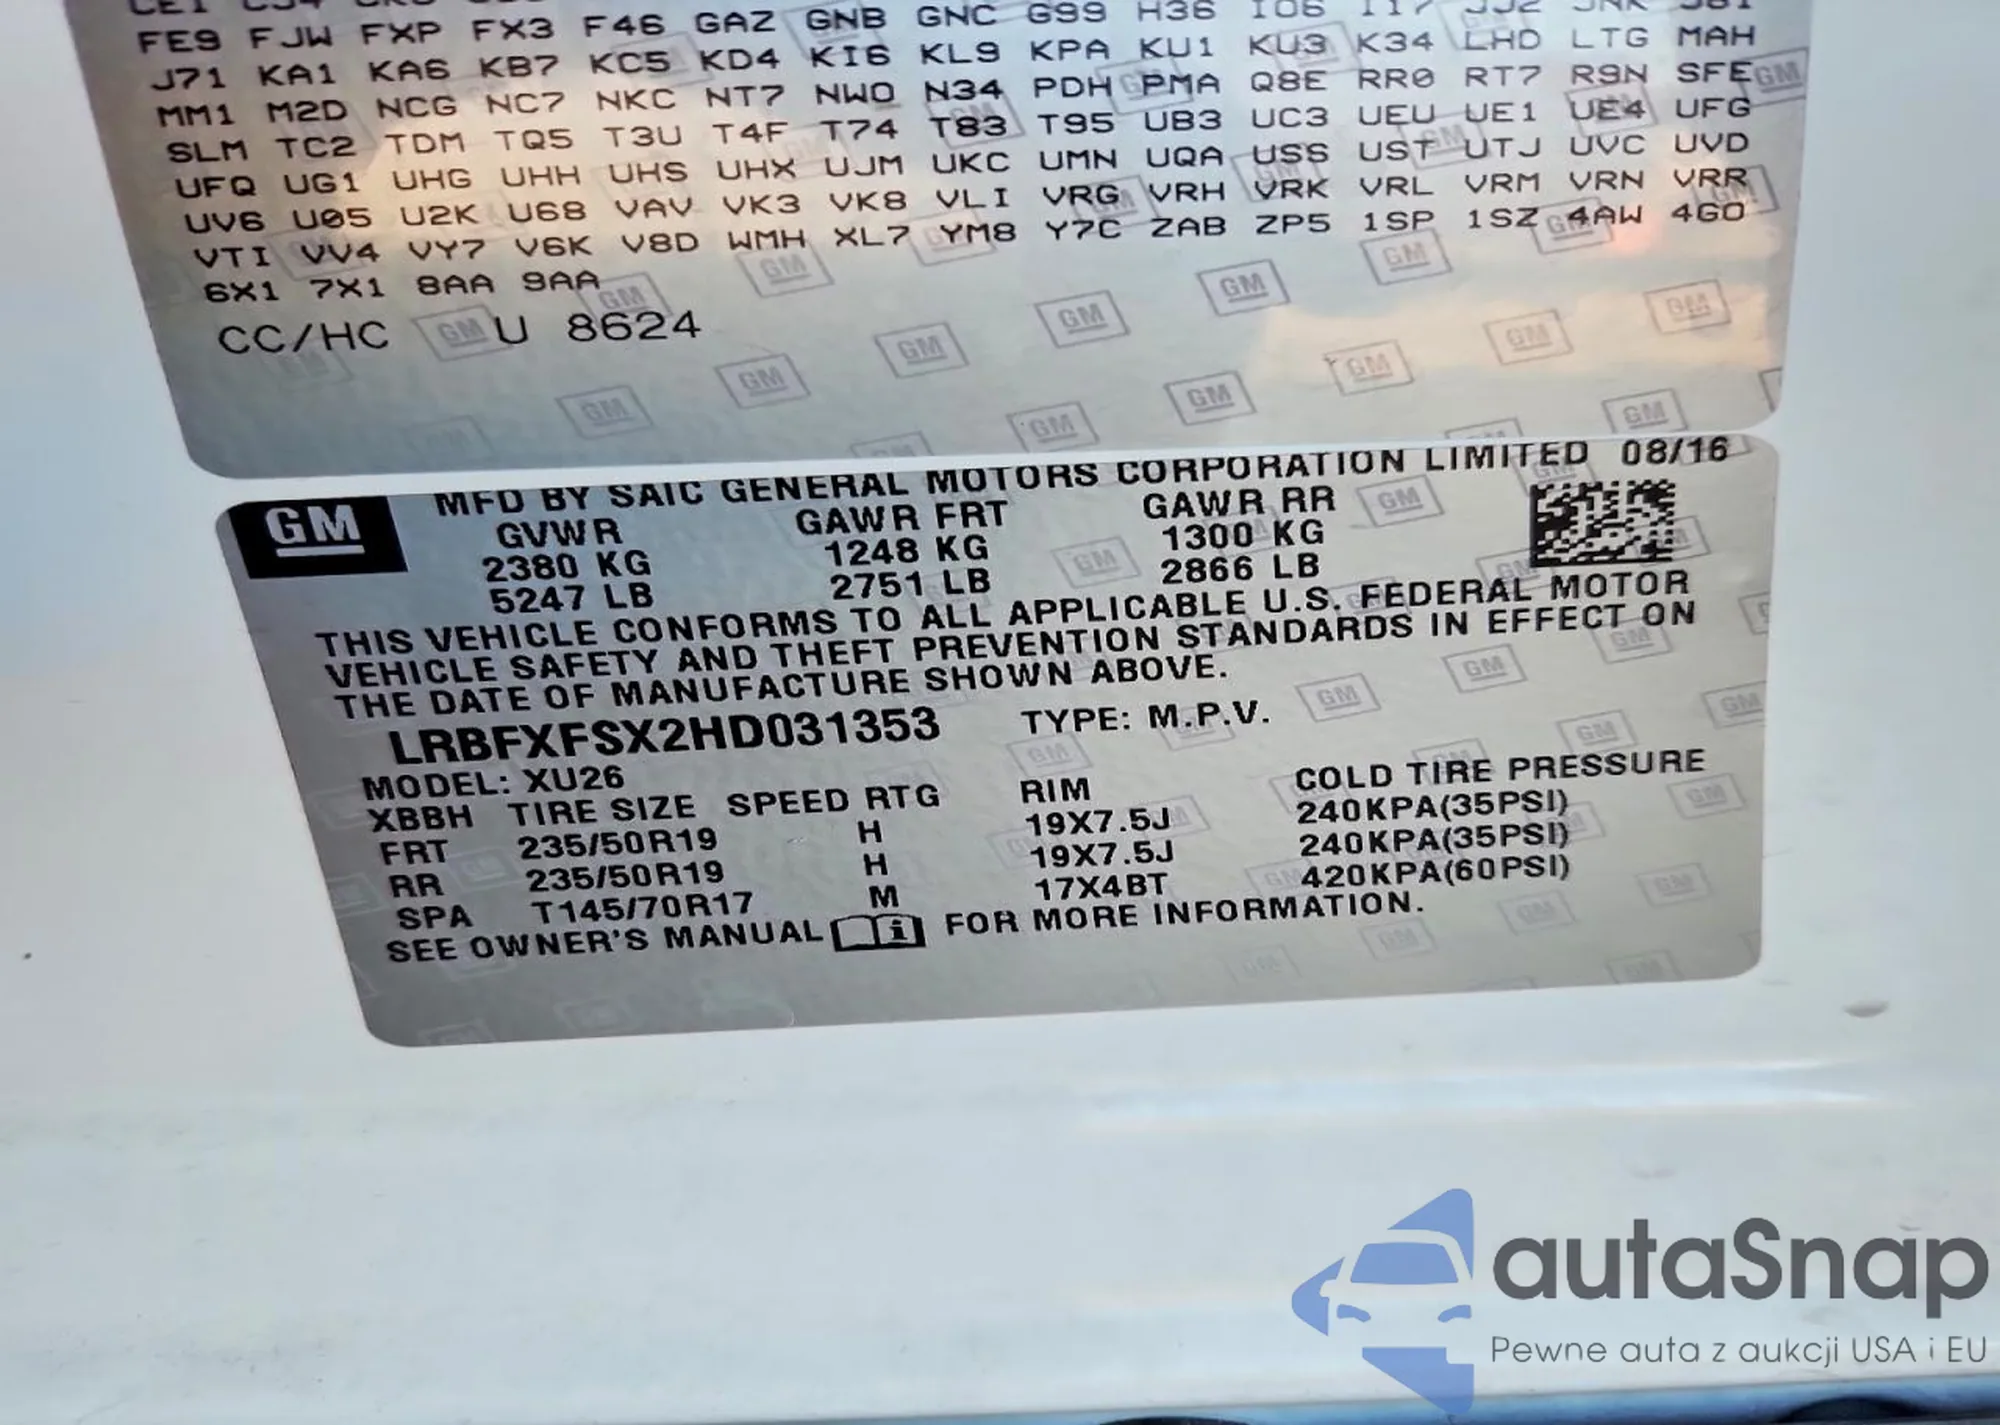 FE9 FJW FXP FX3 F46 GAZ GNB GNC G99 H36 I06 I17 JJ2 JNK J61
J71 KA1 KA6 KB7 KC5 KD4 KI6 KL9 KPA KU1 KU3 K34 LHD LTG MAH
MM1 M2D NCG NC7 NKC NT7 NWO N34 PDH PMA Q8E RR0 RT7 R9N SFE
SLM TC2 TDM TQ5 T3U T4F T74 T83 T95 UB3 UC3 UEU UE1 UE4 UFG
UFQ UG1 UHG UHH UHS UHX UJM UKC UMN UQA USS UST UTJ UVC UVD
UV6 U05 U2K U68 VAV VK3 VK8 VLI VRG VRH VRK VRL VRM VRN VRR
VTI VV4 VY7 V6K V8D WMH XL7 YM8 Y7C ZAB ZP5 1SP 1SZ 4AW 4GO
6X1 7X1 8AA 9AA
CC/HC U 8624
GM
MFD BY SAIC GENERAL MOTORS CORPORATION LIMITED 08/16
GVWR GAWR FRT GAWR RR
2380 KG 1248 KG 1300 KG
5247 LB 2751 LB 2866 LB
THIS VEHICLE CONFORMS TO ALL APPLICABLE U.S. FEDERAL MOTOR
VEHICLE SAFETY AND THEFT PREVENTION STANDARDS IN EFFECT ON
THE DATE OF MANUFACTURE SHOWN ABOVE.
LRBFXFSX2HD031353 TYPE: M.P.V.
MODEL: XU26
XBBH TIRE SIZE SPEED RTG RIM COLD TIRE PRESSURE
FRT 235/50R19 H 19X7.5J 240KPA(35PSI)
RR 235/50R19 H 19X7.5J 240KPA(35PSI)
SPA T145/70R17 M 17X4BT 420KPA(60PSI)
SEE OWNER'S MANUAL FOR MORE INFORMATION.
autaSnap
Pewne auta z aukcji USA i EU